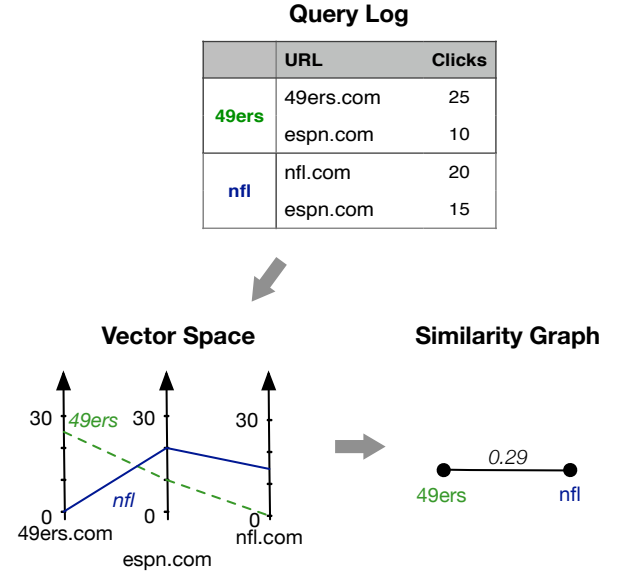 Query Log
URL Clicks
49ers
49ers.com 25
espn.com 10
nfl
nfl.com 20
espn.com 15
Vector Space
Similarity Graph
30 49ers 30 30
nfl
0 0 0
49ers.com
espn.com
nfl.com
0.29
49ers nfl